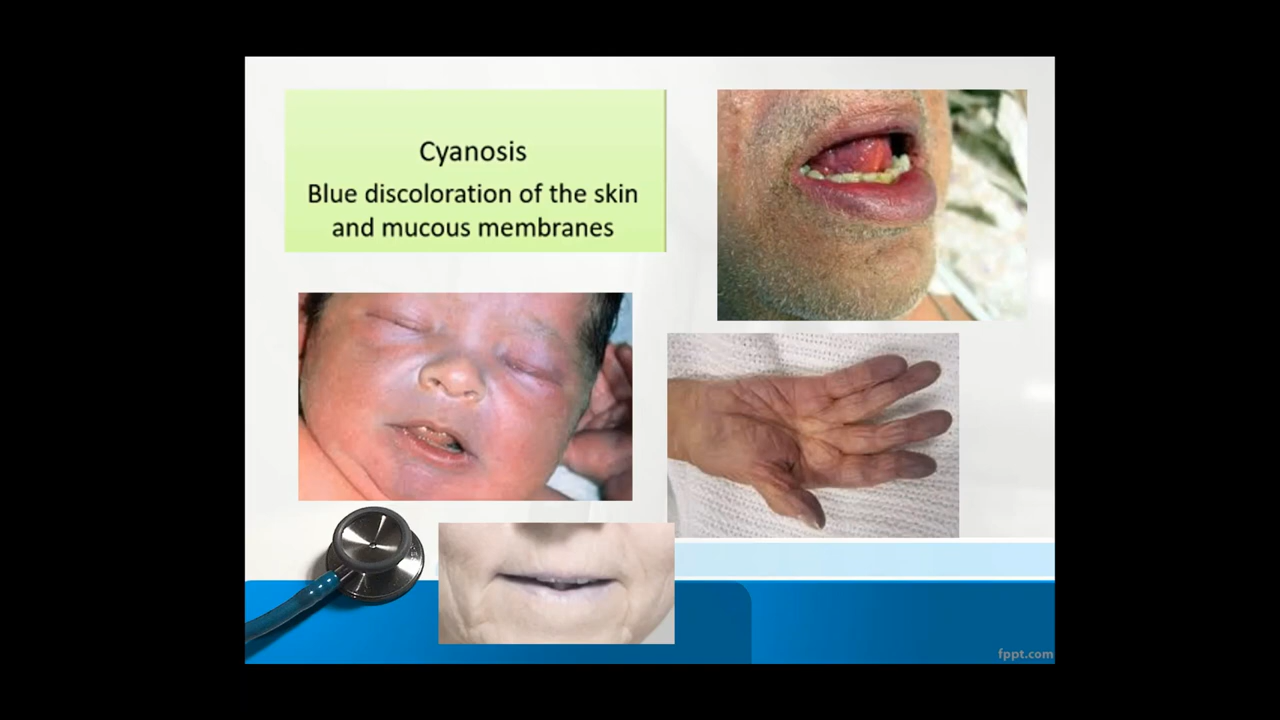 Cyanosis
Blue discoloration of the skin
and mucous membranes
fppt.com